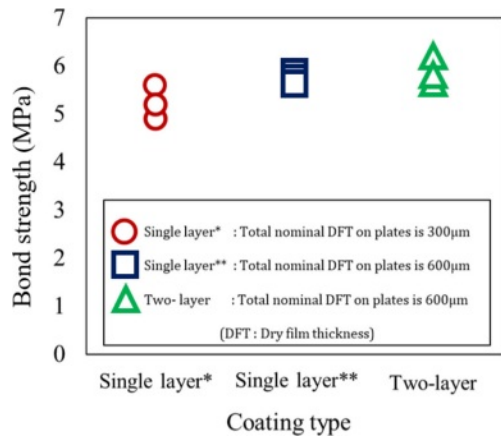 7
6
5
4
3
2
1
0
Bond strength (MPa)
Single layer* : Total nominal DFT on plates is 300μm
Single layer** : Total nominal DFT on plates is 600μm
Two- layer : Total nominal DFT on plates is 600μm
(DFT : Dry film thickness)
Single layer* Single layer** Two-layer
Coating type